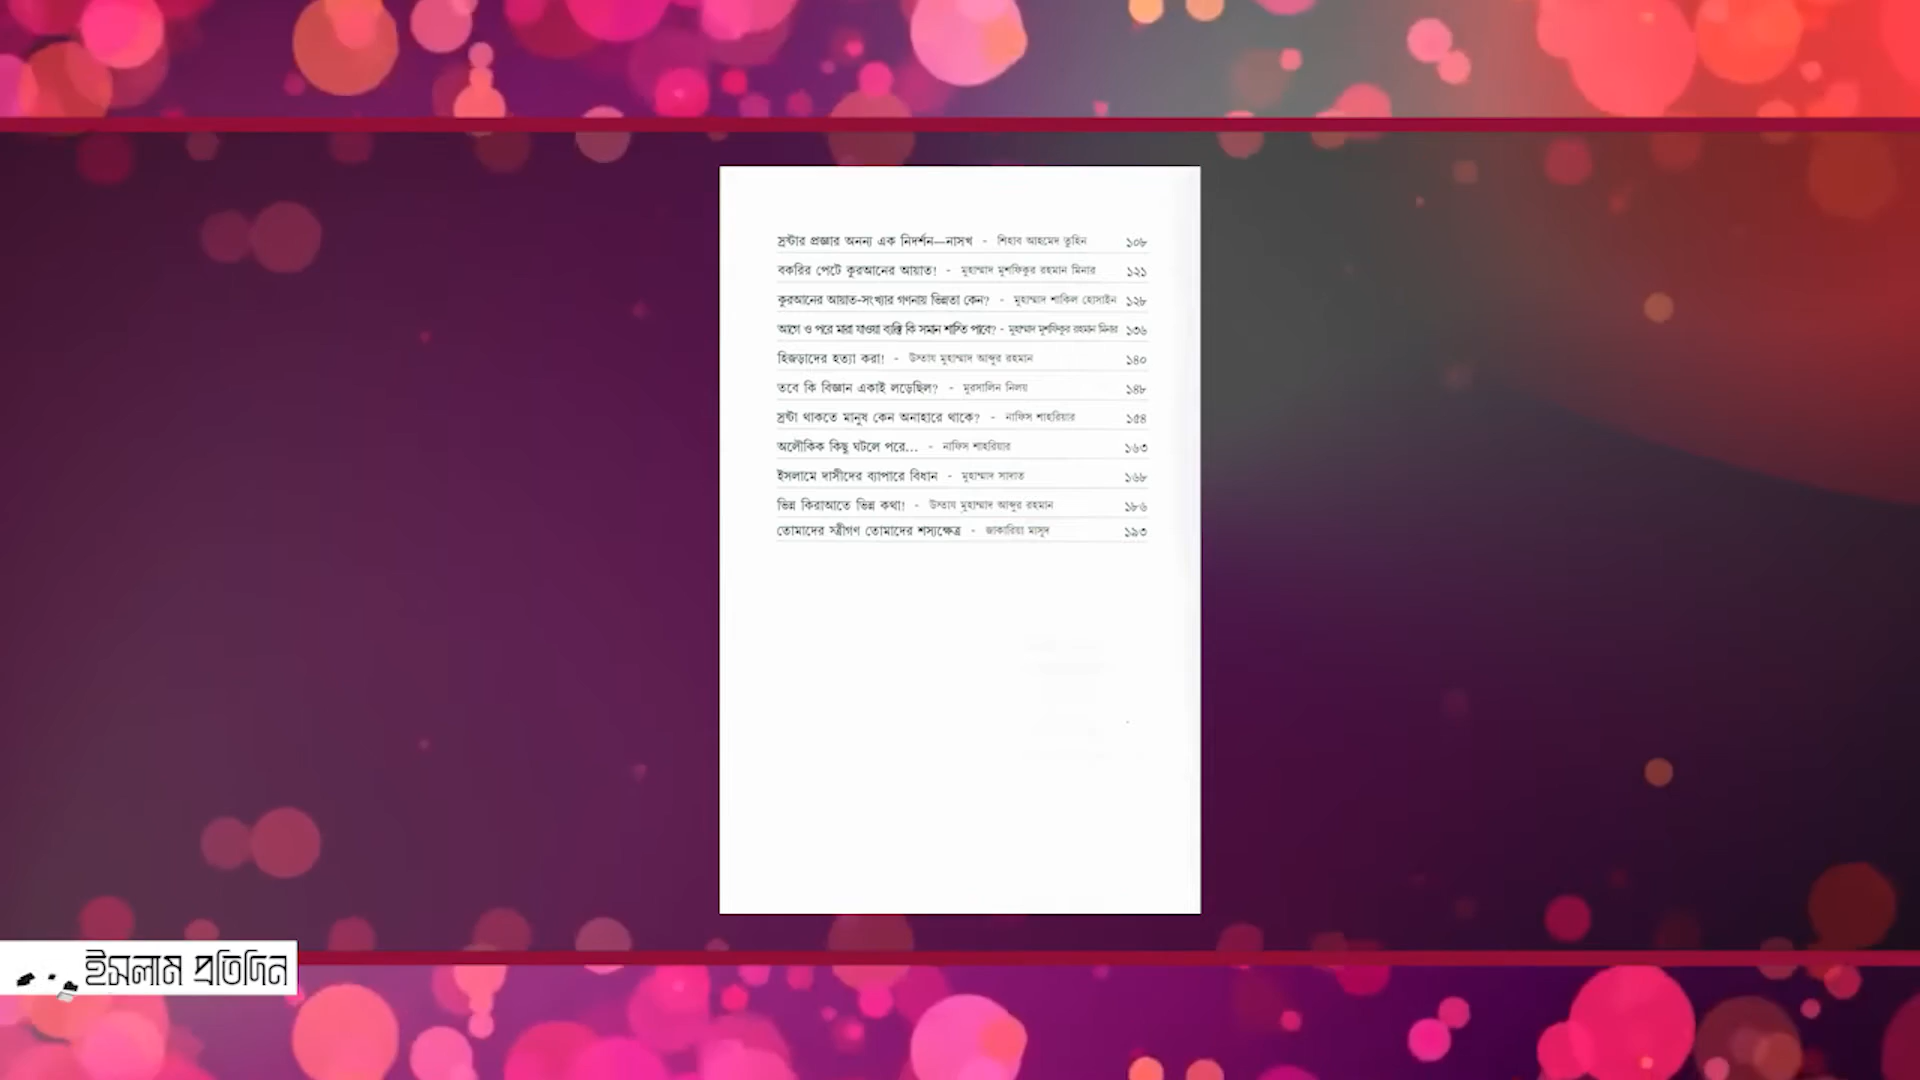 স্রষ্টার প্রজ্ঞার অনন্য এক নিদর্শন—নাসখ - শিহাব আহমেদ তুহিন ১০৮
বকরির পেটে কুরআনের আয়াত! - মুহাম্মাদ মুশফিকুর রহমান মিনার ১২১
কুরআনের আয়াত-সংখ্যার গণনায় ভিন্নতা কেন? - মুহাম্মাদ শাকিল হোসাইন ১২৮
আগে ও পরে মারা যাওয়া ব্যক্তি কি সমান শাস্তি পাবে? - মুহাম্মাদ মুশফিকুর রহমান মিনার ১৩৬
হিজড়াদের হত্যা করা! - উস্তায মুহাম্মাদ আব্দুর রহমান ১৪০
তবে কি বিজ্ঞান একাই লড়েছিল? - মুরসালিন নিলয় ১৪৮
স্রষ্টা থাকতে মানুষ কেন অনাহারে থাকে? - নাফিস শাহরিয়ার ১৫৪
অলৌকিক কিছু ঘটলে পরে... - নাফিস শাহরিয়ার ১৬৩
ইসলামে দাসীদের ব্যাপারে বিধান - মুহাম্মাদ সাদাত ১৬৮
ভিন্ন কিরাআতে ভিন্ন কথা! - উস্তায মুহাম্মাদ আব্দুর রহমান ১৮৬
তোমাদের স্ত্রীগণ তোমাদের শস্যক্ষেত্র - জাকারিয়া মাসুদ ১৯৩
ইসলাম প্রতিদিন